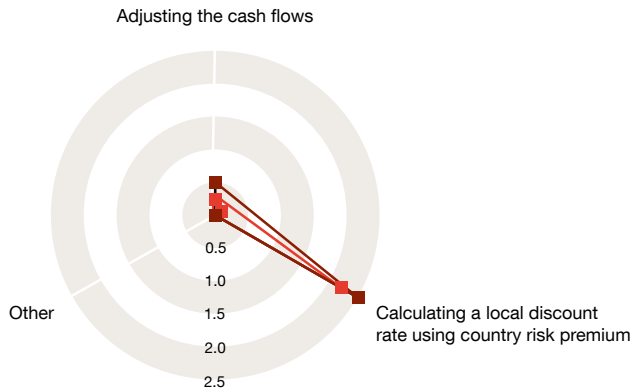 Adjusting the cash flows
0.5
1.0
Other
1.5
Calculating a local discount
rate using country risk premium
2.0
2.5